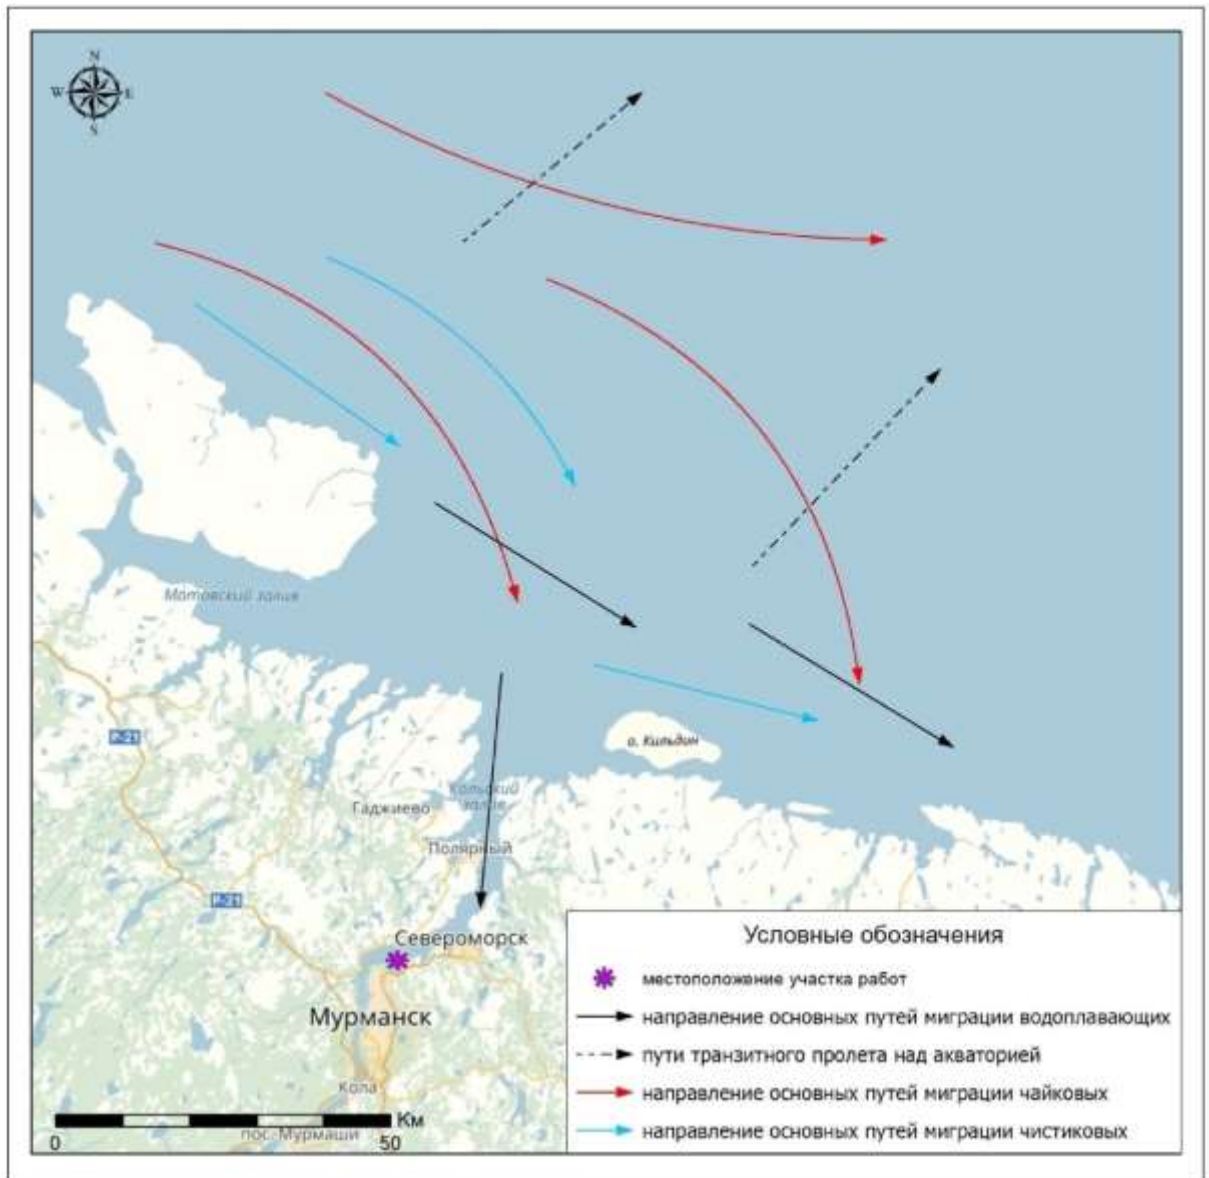 N
W E
S
Мотовский залив
Р-21
о. Кильдин
Кольский
залив
Гаджиево
Полярный
Р-21
Североморск
Мурманск
Кола
Км
0 50
пос. Мурмаши
Условные обозначения
местоположение участка работ
направление основных путей миграции водоплавающих
пути транзитного пролета над акваторией
направление основных путей миграции чайковых
направление основных путей миграции чистиковых